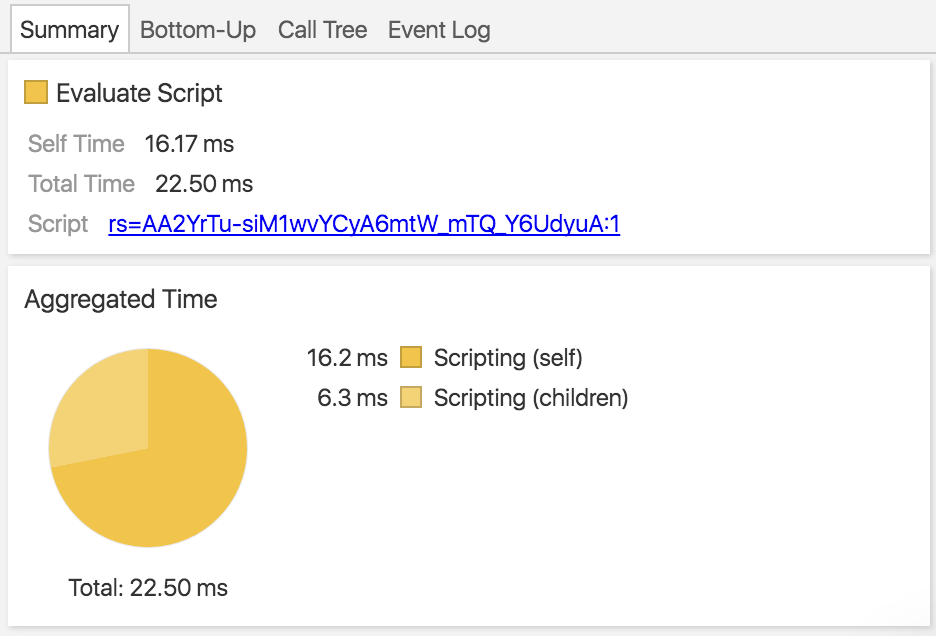 Summary Bottom-Up Call Tree Event Log
Evaluate Script
Self Time 16.17 ms
Total Time 22.50 ms
Script rs=AA2YrTu-siM1wvYCyA6mtW_mTQ_Y6UdyuA:1
Aggregated Time
16.2 ms Scripting (self)
6.3 ms Scripting (children)
Total: 22.50 ms